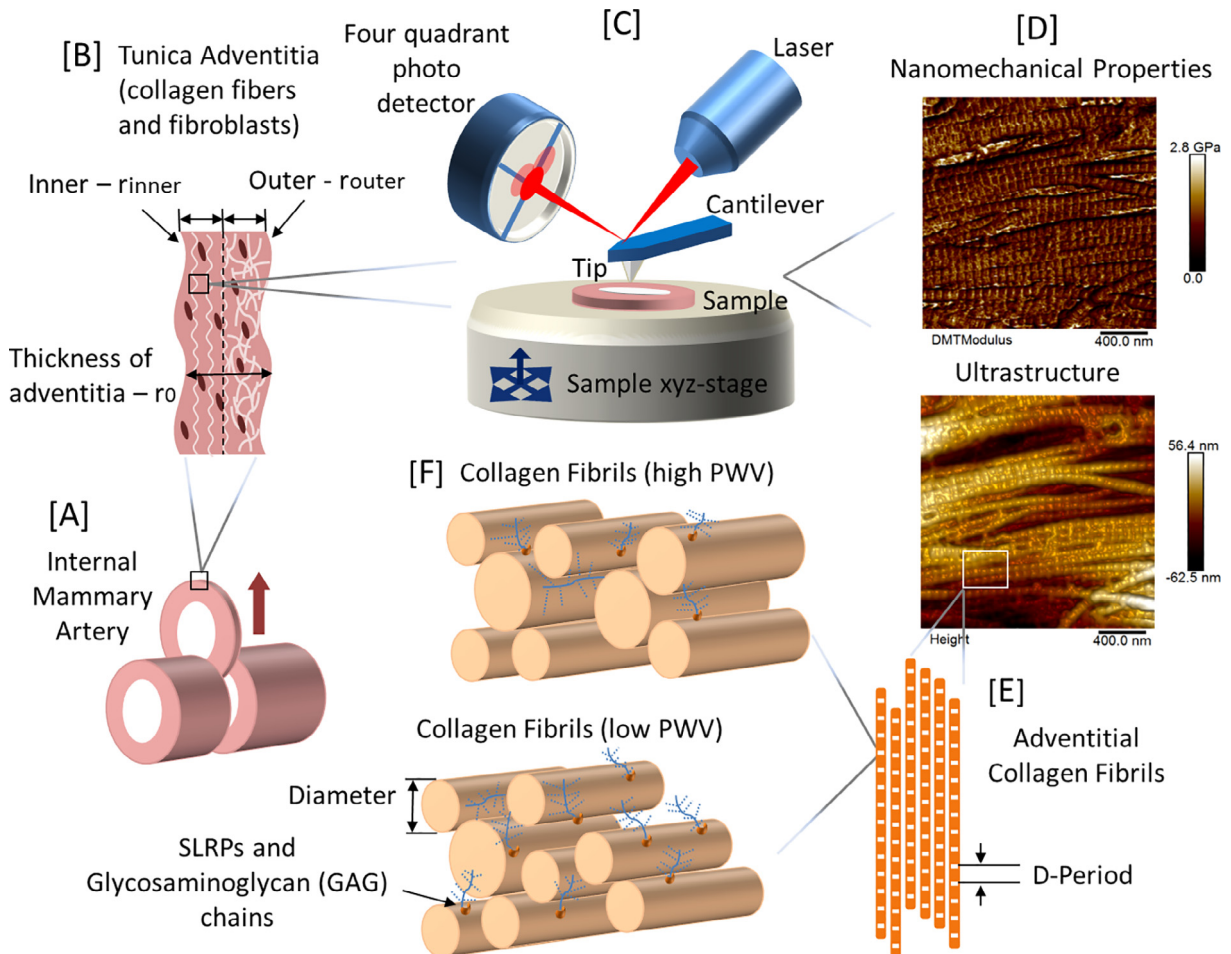 [B] Tunica Adventitia
(collagen fibers
and fibroblasts)
Inner – rinner
Outer - router
Thickness of
adventitia – r0
[A]
Internal
Mammary
Artery
[C]
Four quadrant
photo
detector
Laser
Cantilever
Tip
Sample
Sample xyz-stage
[D]
Nanomechanical Properties
2.8 GPa
0.0
DMTModulus
400.0 nm
Ultrastructure
56.4 nm
-62.5 nm
Height
400.0 nm
[E]
Adventitial
Collagen Fibrils
D-Period
[F] Collagen Fibrils (high PWV)
Collagen Fibrils (low PWV)
Diameter
SLRPs and
Glycosaminoglycan (GAG)
chains